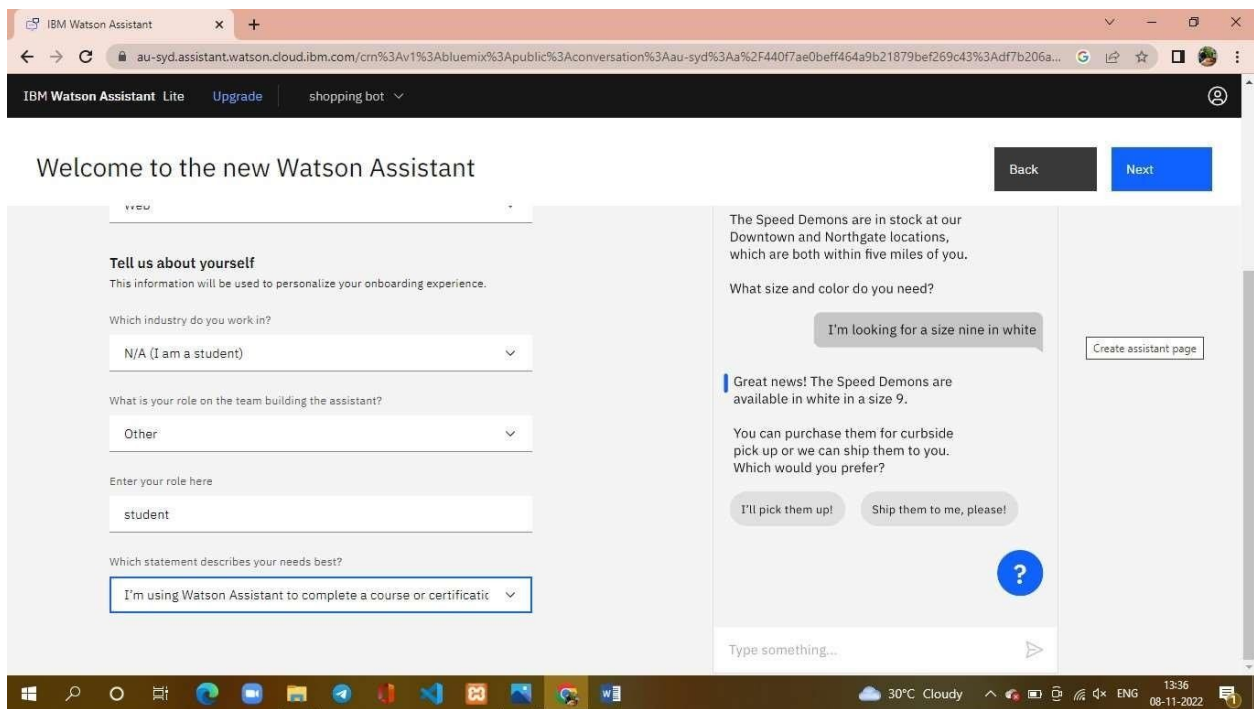 IBM Watson Assistant
au-syd.assistant.watson.cloud.ibm.com/crn%3Av1%3Abluemix%3Apublic%3Aconversation%3Aau-syd%3Aa%2F440f7ae0beff464a9b21879bef269c43%3Adf7b206a...
IBM Watson Assistant Lite Upgrade shopping bot
Welcome to the new Watson Assistant
Back Next
Web
Tell us about yourself
This information will be used to personalize your onboarding experience.
Which industry do you work in?
N/A (I am a student)
What is your role on the team building the assistant?
Other
Enter your role here
student
Which statement describes your needs best?
I'm using Watson Assistant to complete a course or certificatic
The Speed Demons are in stock at our
Downtown and Northgate locations,
which are both within five miles of you.
What size and color do you need?
I'm looking for a size nine in white
Great news! The Speed Demons are
available in white in a size 9.
You can purchase them for curbside
pick up or we can ship them to you.
Which would you prefer?
I'll pick them up! Ship them to me, please!
?
Type something...
Create assistant page
30°C Cloudy ENG 13:36
08-11-2022